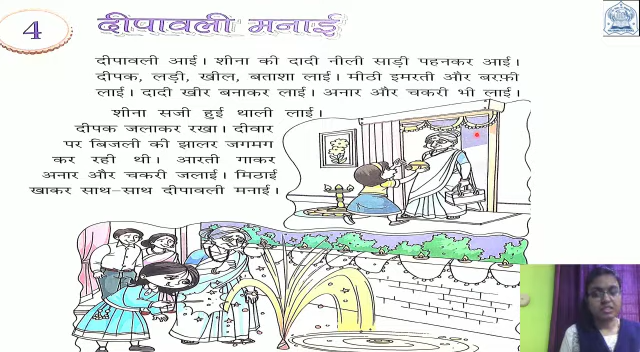 4
दीपावली मनाई
दीपावली आई। शीना की दादी नीली साड़ी पहनकर आई।
दीपक, लड़ी, खील, बताशा लाई। मीठी इमरती और बरफ़ी
लाई। दादी खीर बनाकर लाई। अनार और चकरी भी लाई।
शीना सजी हुई थाली लाई।
दीपक जलाकर रखा। दीवार
पर बिजली की झालर जगमग
कर रही थी। आरती गाकर
अनार और चकरी जलाई। मिठाई
खाकर साथ-साथ दीपावली मनाई।